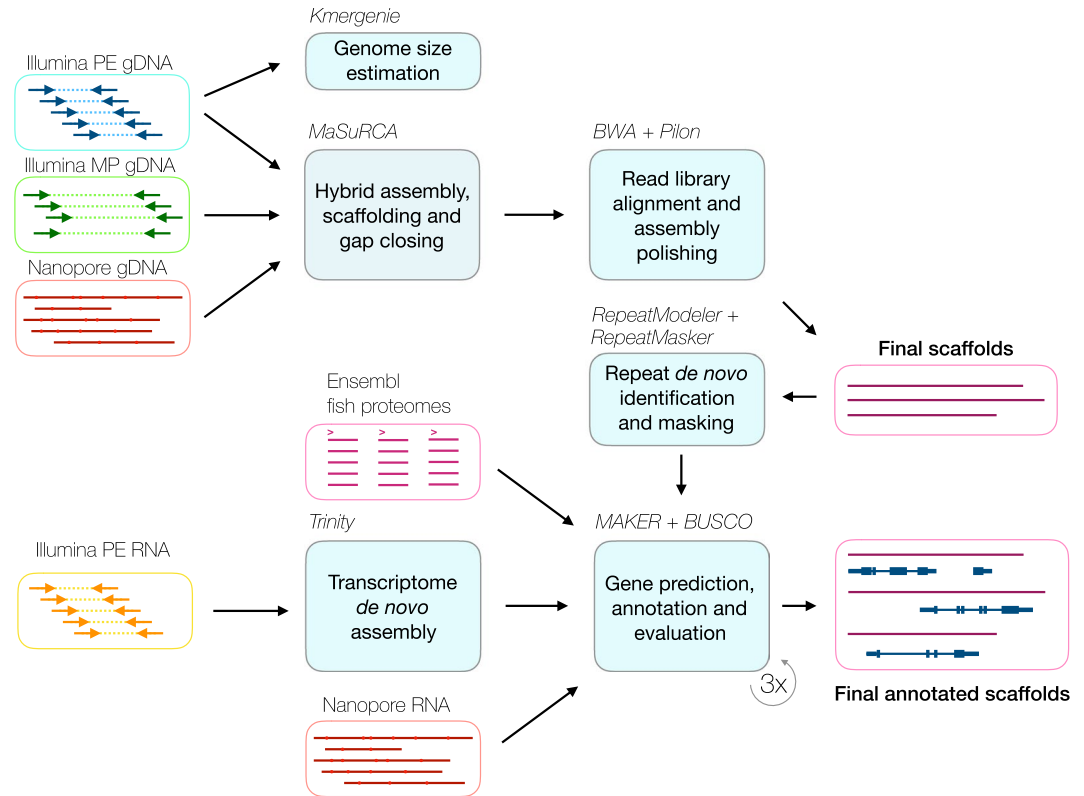 Kmergenie
Genome size
estimation
Illumina PE gDNA
MaSuRCA
Hybrid assembly,
scaffolding and
gap closing
BWA + Pilon
Read library
alignment and
assembly
polishing
Illumina MP gDNA
Nanopore gDNA
RepeatModeler +
RepeatMasker
Repeat de novo
identification
and masking
Final scaffolds
Ensembl
fish proteomes
> > >
Illumina PE RNA
Trinity
Transcriptome
de novo
assembly
MAKER + BUSCO
Gene prediction,
annotation and
evaluation
3x
Final annotated scaffolds
Nanopore RNA